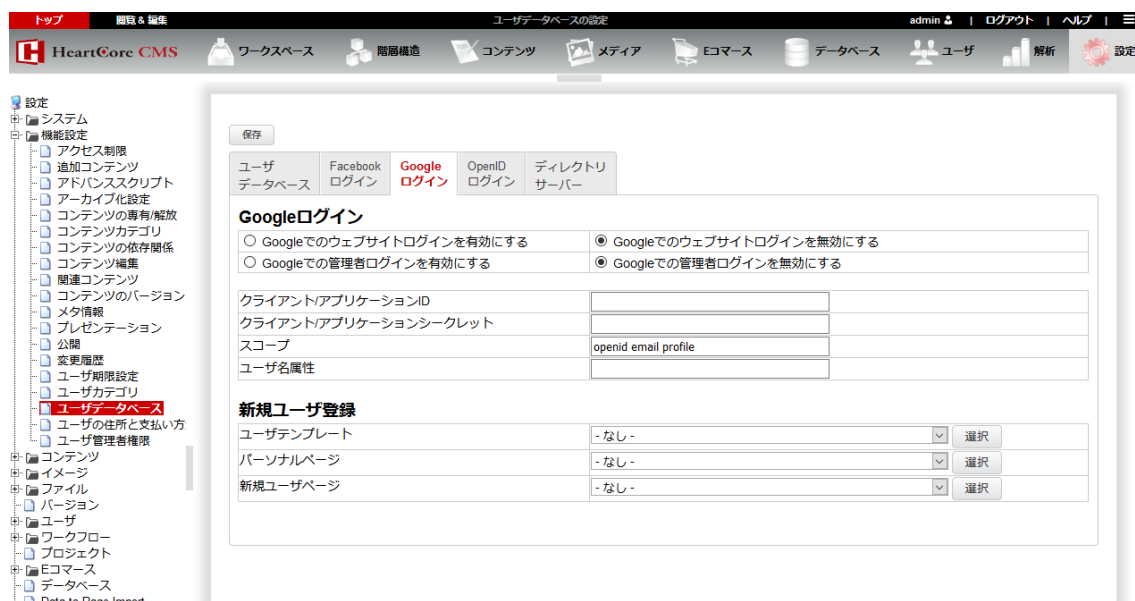 トップ 閲覧 & 編集 ユーザデータベースの設定 admin | ログアウト | ヘルプ |
HeartCore CMS ワークスペース 階層構造 コンテンツ メディア Eコマース データベース ユーザ 解析 設定
設定
システム
機能設定
アクセス制限
追加コンテンツ
アドバンススクリプト
アーカイブ化設定
コンテンツの専有/解放
コンテンツカテゴリ
コンテンツの依存関係
コンテンツ編集
関連コンテンツ
コンテンツのバージョン
メタ情報
プレゼンテーション
公開
変更履歴
ユーザ期限設定
ユーザカテゴリ
ユーザデータベース
ユーザの住所と支払い方
ユーザ管理者権限
コンテンツ
イメージ
ファイル
バージョン
ユーザ
ワークフロー
プロジェクト
Eコマース
データベース
Data to Page Import
保存
ユーザ
データベース
Facebook
ログイン
Google
ログイン
OpenID
ログイン
ディレクトリ
サーバー
Googleログイン
Googleでのウェブサイトログインを有効にする Googleでのウェブサイトログインを無効にする
Googleでの管理者ログインを有効にする Googleでの管理者ログインを無効にする
クライアント/アプリケーションID
クライアント/アプリケーションシークレット
スコープ openid email profile
ユーザ名属性
新規ユーザ登録
ユーザテンプレート - なし - 選択
パーソナルページ - なし - 選択
新規ユーザページ - なし - 選択